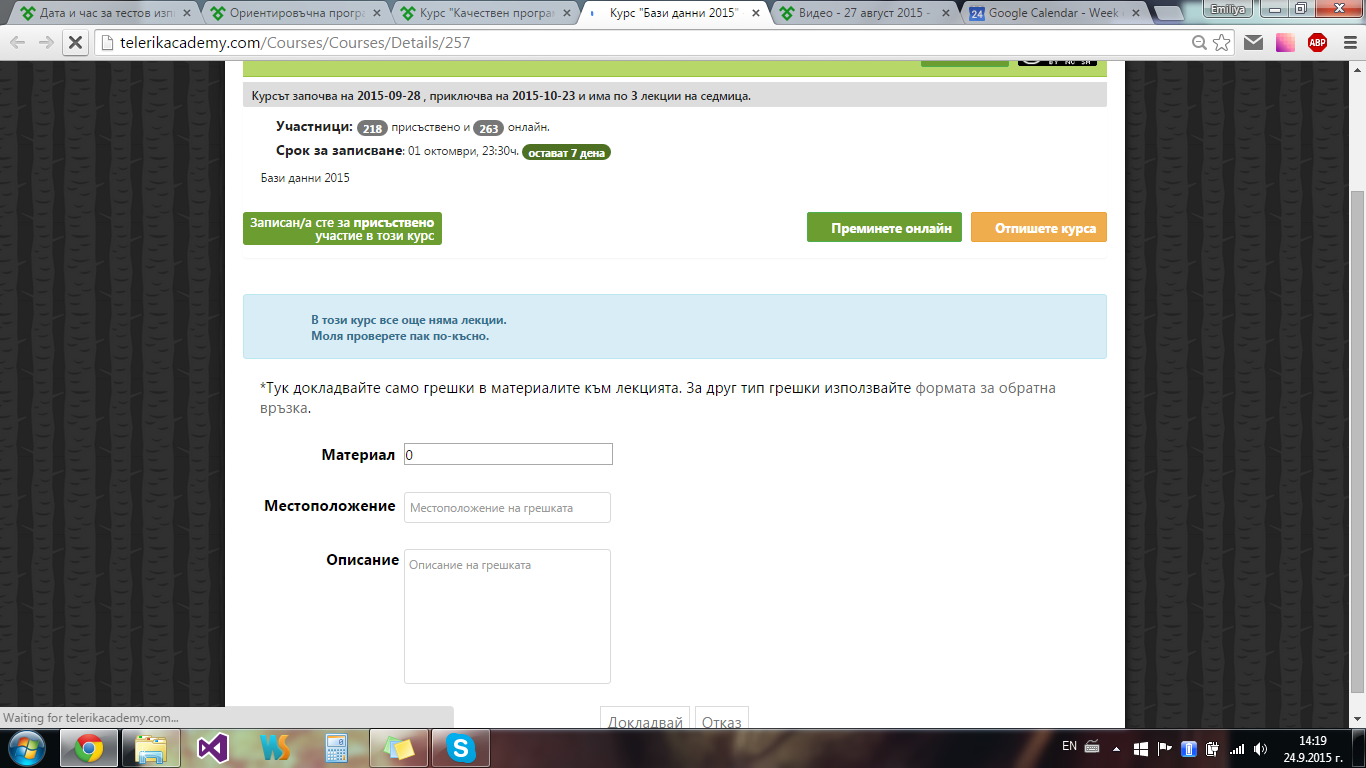 Дата и час за тестов изп
Ориентировъчна програ
Курс "Качествен програм
Курс "Бази данни 2015"
Видео - 27 август 2015 -
24 Google Calendar - Week
Emiliya
telerikacademy.com/Courses/Courses/Details/257
ABP
BY NC SA
Курсът започва на 2015-09-28 , приключва на 2015-10-23 и има по 3 лекции на седмица.
Участници: 218 присъствено и 263 онлайн.
Срок за записване: 01 октомври, 23:30ч. остават 7 дена
Бази данни 2015
Записан/а сте за присъствено
участие в този курс
Преминете онлайн
Отпишете курса
В този курс все още няма лекции.
Моля проверете пак по-късно.
*Тук докладвайте само грешки в материалите към лекцията. За друг тип грешки използвайте формата за обратна
връзка.
Материал 0
Местоположение Местоположение на грешката
Описание Описание на грешката
Докладвай Отказ
Waiting for telerikacademy.com...
EN
14:19
24.9.2015 г.